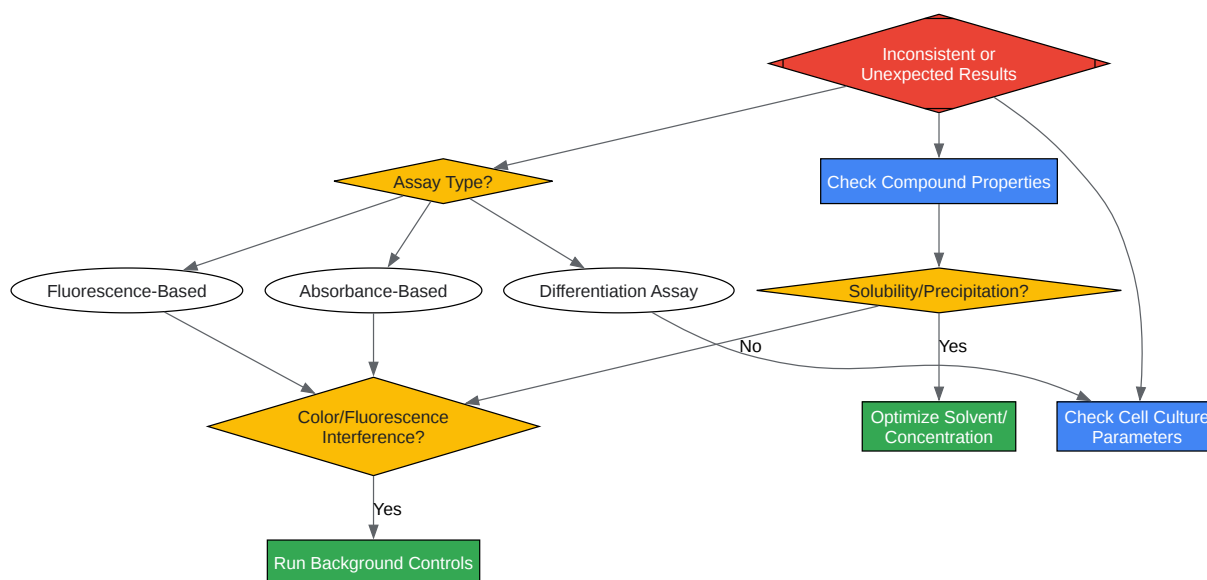 Inconsistent or
Unexpected Results
Assay Type?
Check Compound Properties
Fluorescence-Based
Absorbance-Based
Differentiation Assay
Solubility/Precipitation?
No
Yes
Color/Fluorescence
Interference?
Optimize Solvent/
Concentration
Check Cell Culture
Parameters
Yes
Run Background Controls